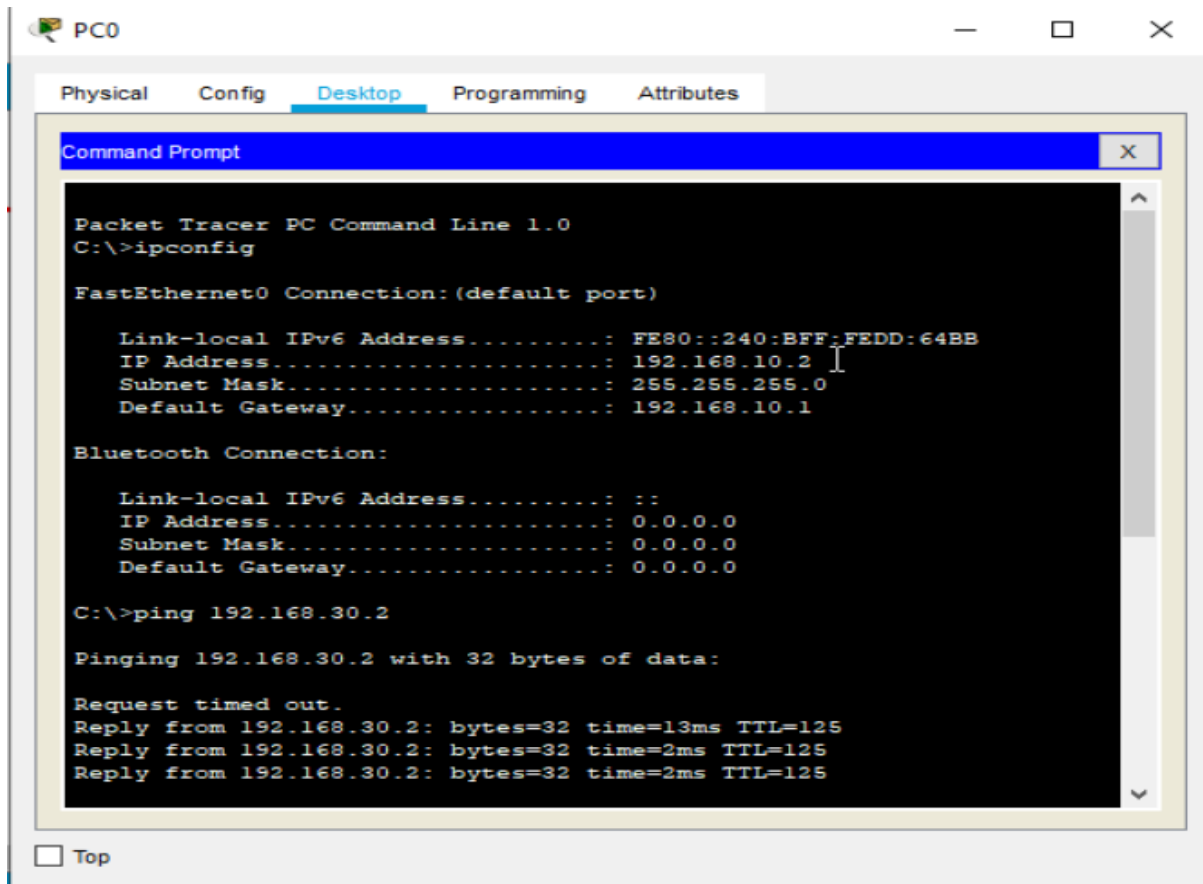 PC0
Physical Config Desktop Programming Attributes
Command Prompt
X
Packet Tracer PC Command Line 1.0
C:\>ipconfig
FastEthernet0 Connection:(default port)
Link-local IPv6 Address.........: FE80::240:BFF:FEDD:64BB
IP Address......................: 192.168.10.2
Subnet Mask.....................: 255.255.255.0
Default Gateway.................: 192.168.10.1
Bluetooth Connection:
Link-local IPv6 Address.........: ::
IP Address......................: 0.0.0.0
Subnet Mask.....................: 0.0.0.0
Default Gateway.................: 0.0.0.0
C:\>ping 192.168.30.2
Pinging 192.168.30.2 with 32 bytes of data:
Request timed out.
Reply from 192.168.30.2: bytes=32 time=13ms TTL=125
Reply from 192.168.30.2: bytes=32 time=2ms TTL=125
Reply from 192.168.30.2: bytes=32 time=2ms TTL=125
Top